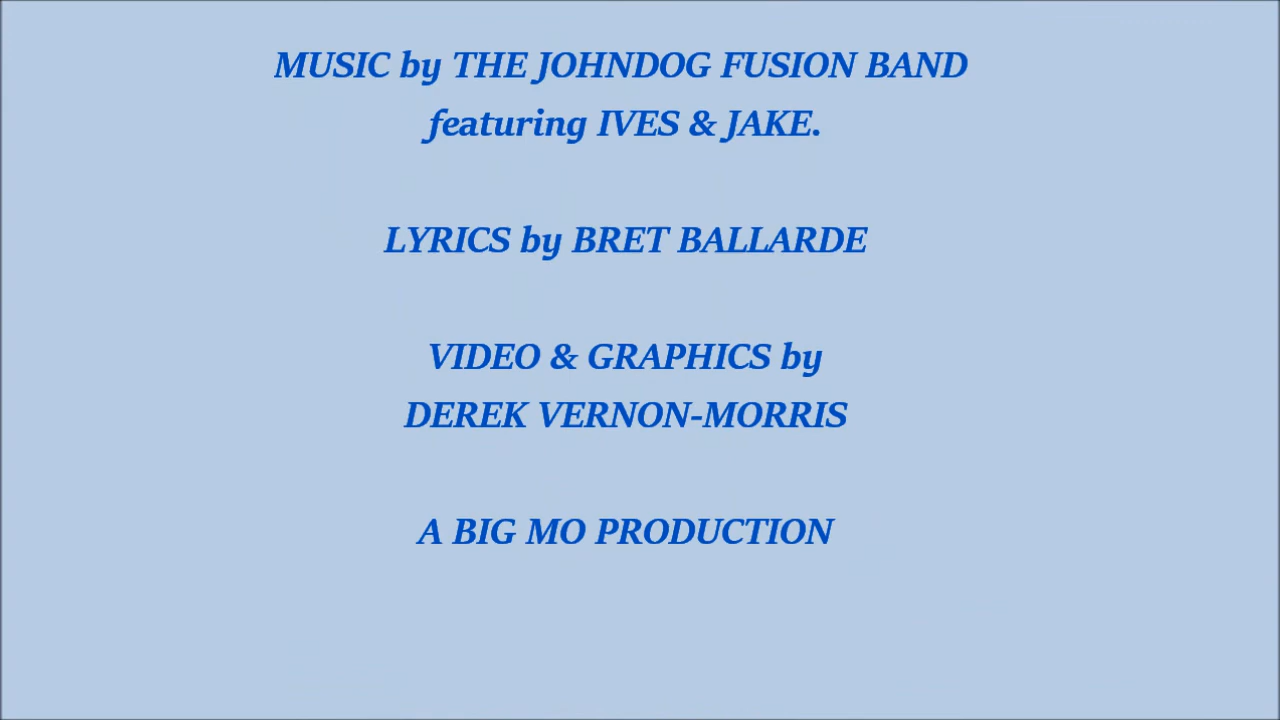 MUSIC by THE JOHNDOG FUSION BAND
featuring IVES & JAKE.
LYRICS by BRET BALLARDE
VIDEO & GRAPHICS by
DEREK VERNON-MORRIS
A BIG MO PRODUCTION